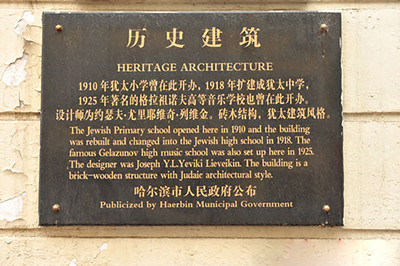 历史建筑
HERITAGE ARCHITECTURE
1910年犹太小学曾在此开办，1918年扩建成犹太中学，
1925年著名的格拉祖诺夫高等音乐学校也曾在此开办。
设计师为约瑟夫·尤里耶维奇·列维金。砖木结构，犹太建筑风格。
The Jewish Primary school opened here in 1910 and the building
was rebuilt and changed into the Jewish high school in 1918. The
famous Gelazunov high music school was also set up here in 1925.
The designer was Joseph Y.L.Yeviki Lieveikin. The building is a
brick-wooden structure with Judaic architectural style.
哈尔滨市人民政府公布
Publicized by Haerbin Municipal Government